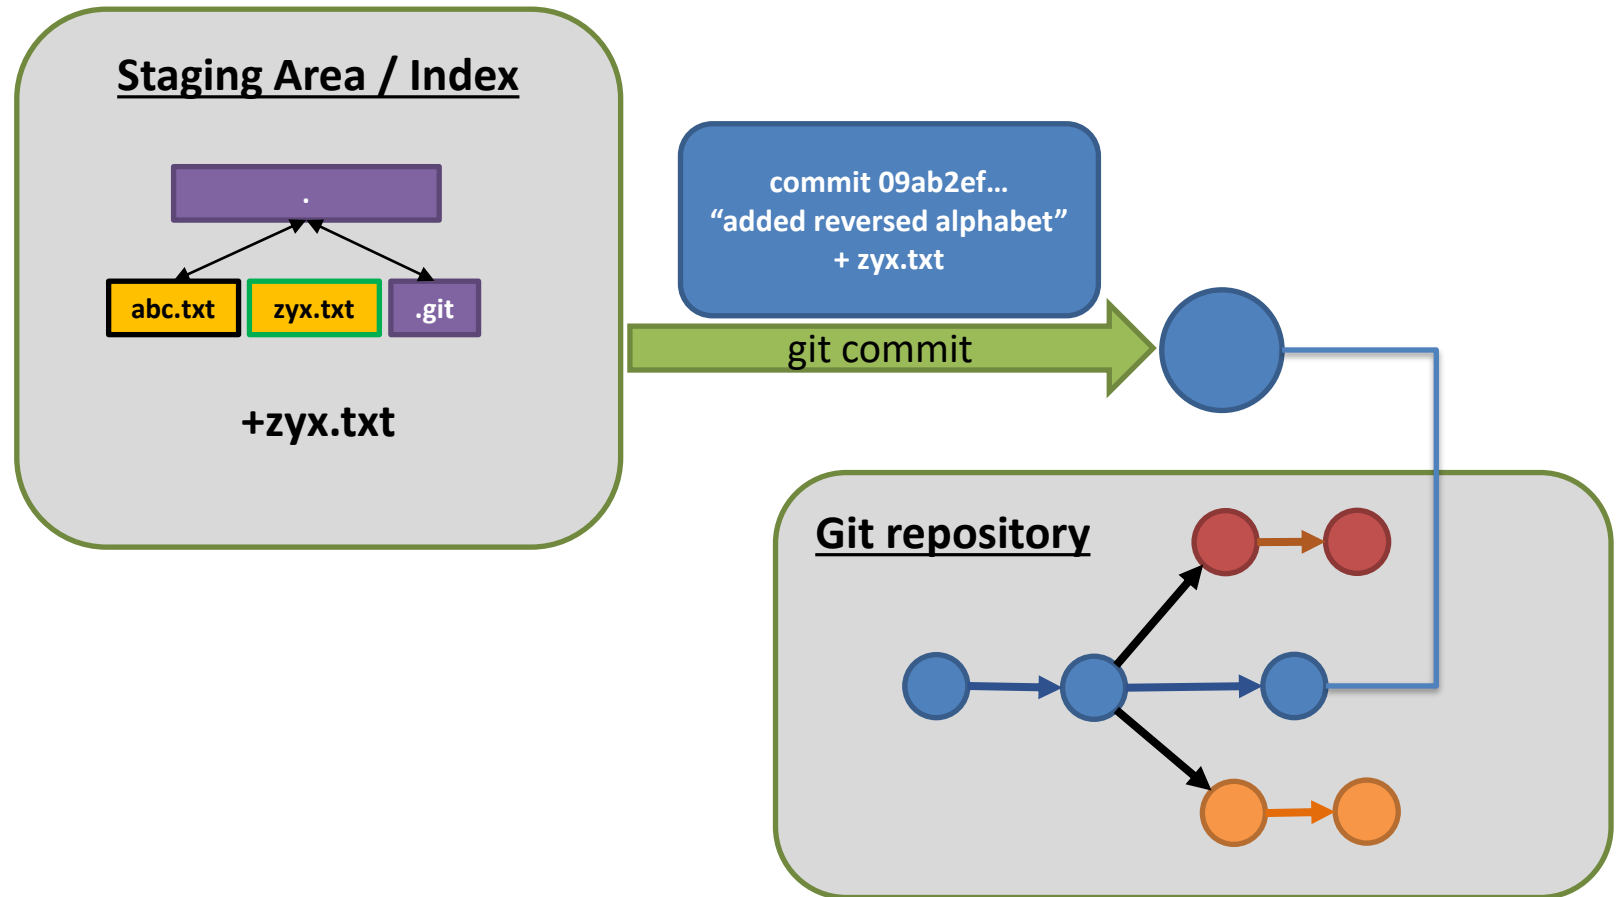 Staging Area / Index
.
abc.txt
zyx.txt
.git
+zyx.txt
commit 09ab2ef…
“added reversed alphabet”
+ zyx.txt
git commit
Git repository